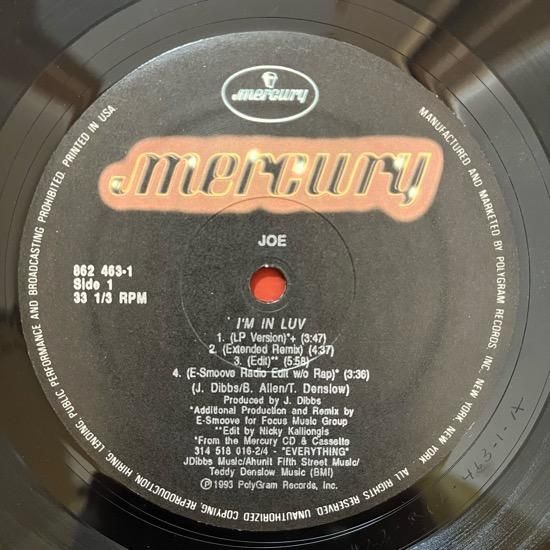 mercury
mercury
JOE
862 463-1
Side 1
33 1/3 RPM
I'M IN LUV
1. (LP Version)*+ (3:47)
2. (Extended Remix) (4:37)
3. (Edit)** (5:58)
4. (E-Smoove Radio Edit w/o Rap)* (3:36)
(J. Dibbs/B. Allen/T. Denslow)
Produced by J. Dibbs
*Additional Production and Remix by
E-Smoove for Focus Music Group
**Edit by Nicky Kalliongis
+From the Mercury CD & Cassette
314 518 016-2/4 - "EVERYTHING"
JDibbs Music/Ahunit Fifth Street Music/
Teddy Denslow Music (BMI)
℗1993 PolyGram Records, Inc.
MANUFACTURED AND MARKETED BY POLYGRAM RECORDS, INC. NEW YORK, NEW YORK. ALL RIGHTS RESERVED. UNAUTHORIZED COPYING, REPRODUCTION HIRING, LENDING, PUBLIC PERFORMANCE AND BROADCASTING PROHIBITED. PRINTED IN USA.